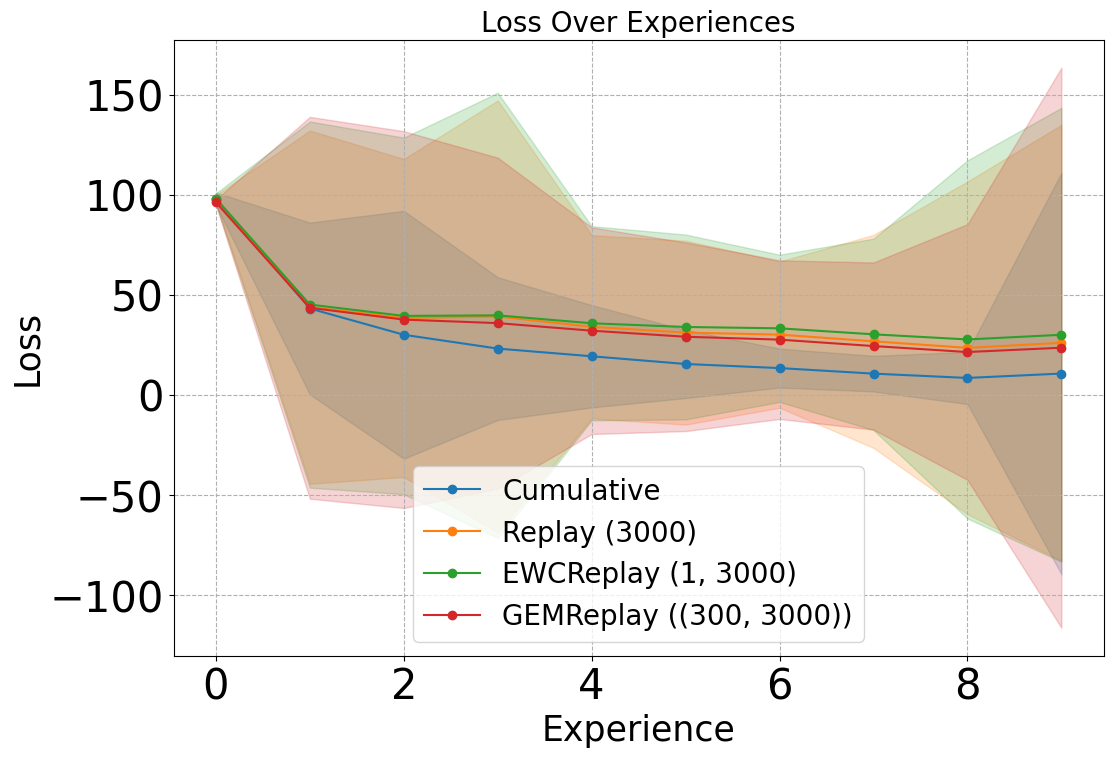 Loss Over Experiences
Loss
150
100
50
0
−50
−100
Cumulative
Replay (3000)
EWCReplay (1, 3000)
GEMReplay ((300, 3000))
0 2 4 6 8
Experience